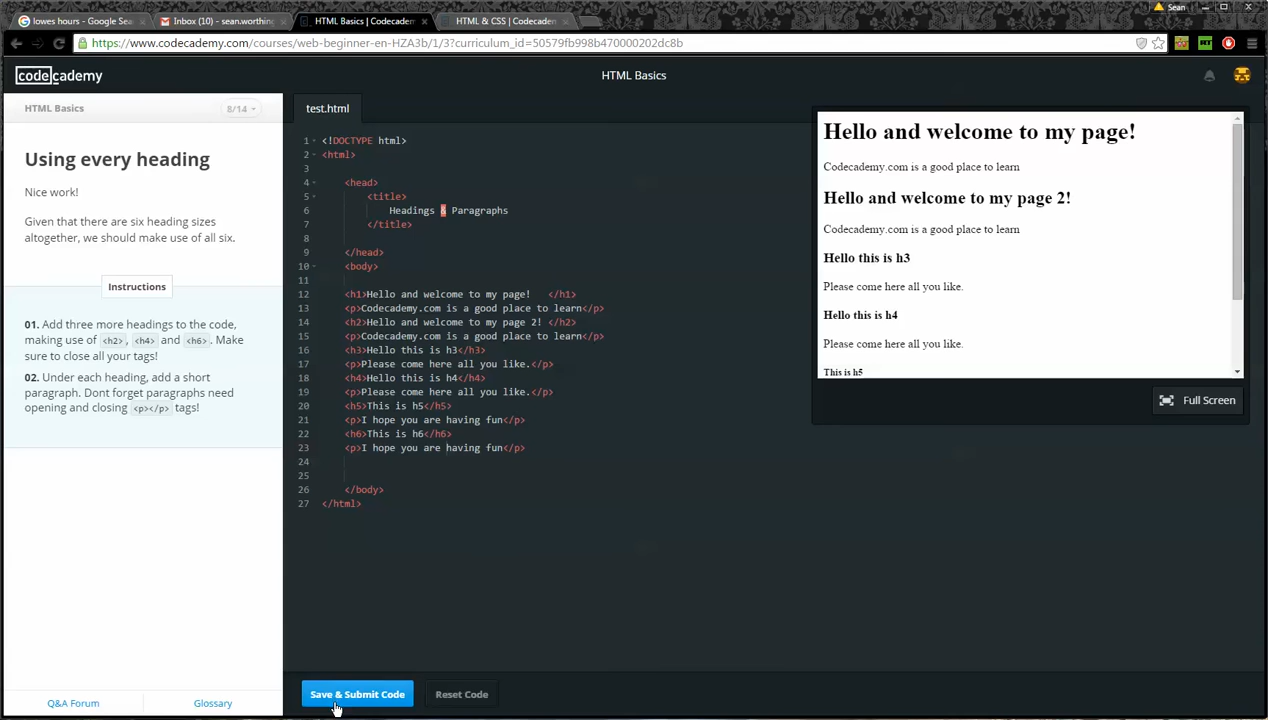 lowes hours - Google Sea
Inbox (10) - sean.worthing
HTML Basics | Codecadem
HTML & CSS | Codecadem
Sean
https://www.codecademy.com/courses/web-beginner-en-HZA3b/1/3?curriculum_id=50579fb998b470000202dc8b
codecademy
HTML Basics
HTML Basics
8/14
Using every heading
Nice work!
Given that there are six heading sizes
altogether, we should make use of all six.
Instructions
01. Add three more headings to the code,
making use of <h2>, <h4> and <h6>. Make
sure to close all your tags!
02. Under each heading, add a short
paragraph. Dont forget paragraphs need
opening and closing <p></p> tags!
Q&A Forum
Glossary
test.html
1 <!DOCTYPE html>
2 <html>
3
4 <head>
5 <title>
6 Headings & Paragraphs
7 </title>
8
9 </head>
10 <body>
11
12 <h1>Hello and welcome to my page! </h1>
13 <p>Codecademy.com is a good place to learn</p>
14 <h2>Hello and welcome to my page 2! </h2>
15 <p>Codecademy.com is a good place to learn</p>
16 <h3>Hello this is h3</h3>
17 <p>Please come here all you like.</p>
18 <h4>Hello this is h4</h4>
19 <p>Please come here all you like.</p>
20 <h5>This is h5</h5>
21 <p>I hope you are having fun</p>
22 <h6>This is h6</h6>
23 <p>I hope you are having fun</p>
24
25
26 </body>
27 </html>
Save & Submit Code
Reset Code
Hello and welcome to my page!
Codecademy.com is a good place to learn
Hello and welcome to my page 2!
Codecademy.com is a good place to learn
Hello this is h3
Please come here all you like.
Hello this is h4
Please come here all you like.
This is h5
Full Screen